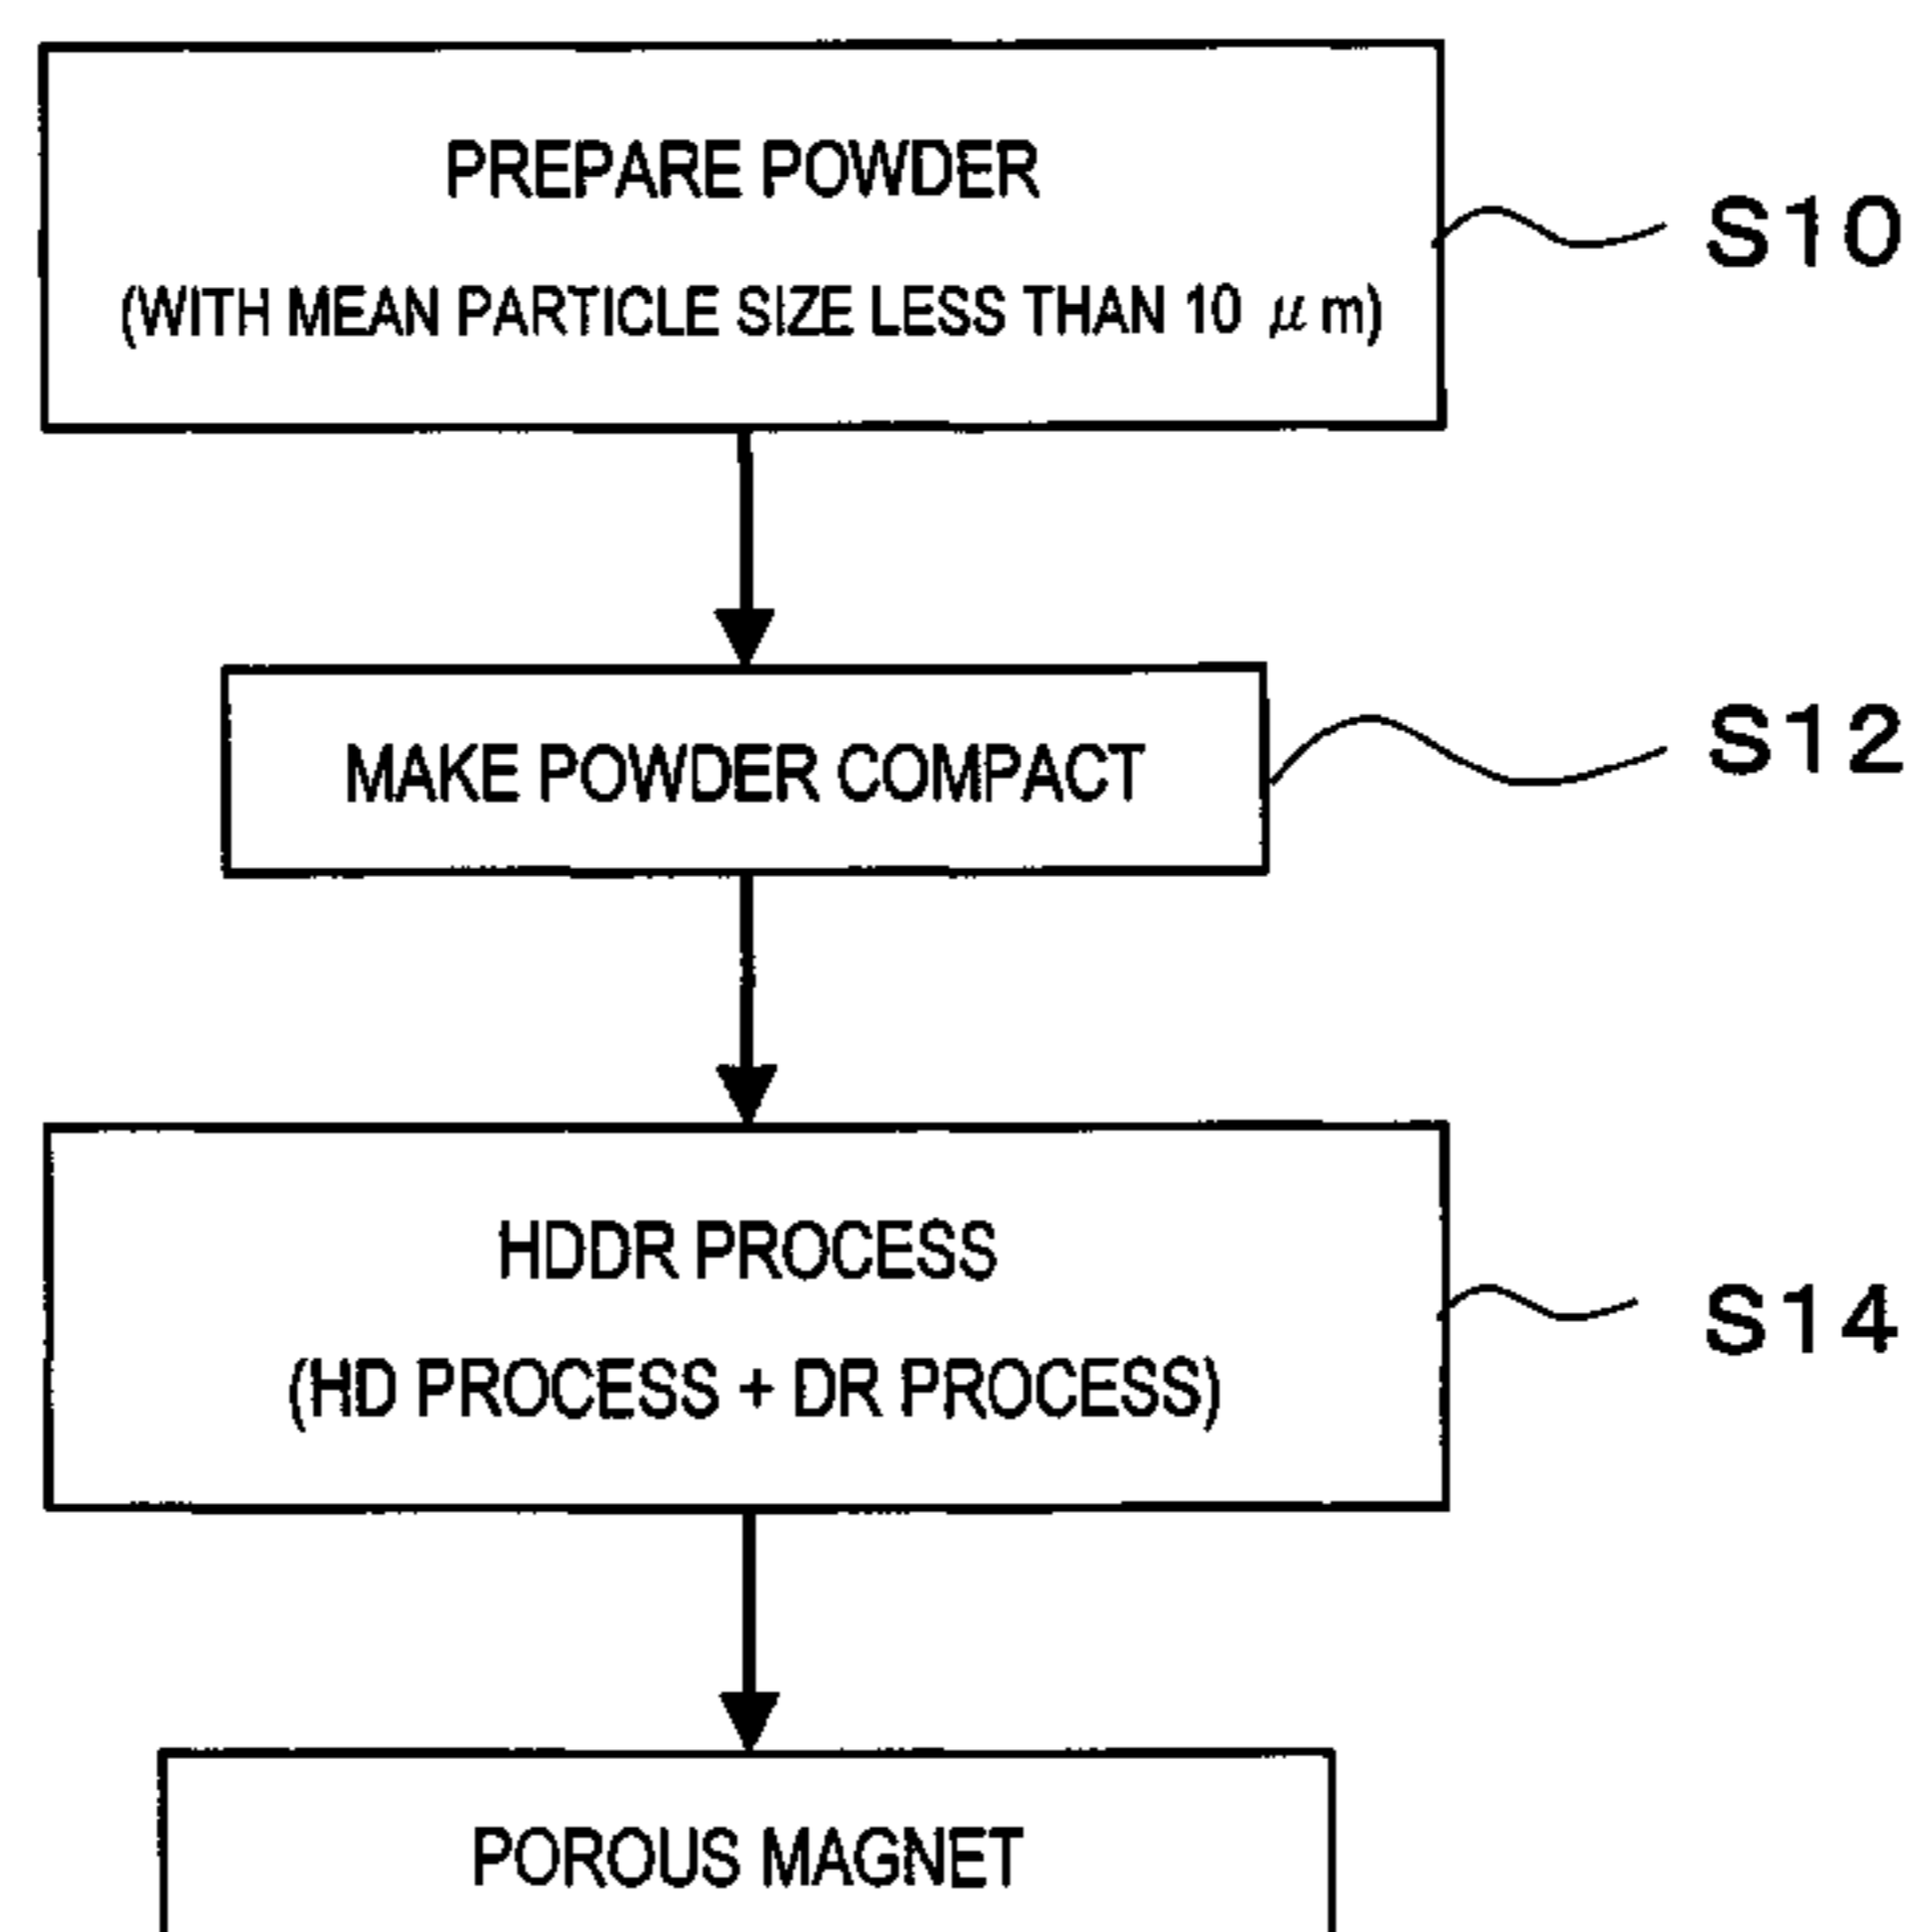 PREPARE POWDER
(WITH MEAN PARTICLE SIZE LESS THAN 10 μm)
S10
MAKE POWDER COMPACT
S12
HDDR PROCESS
(HD PROCESS + DR PROCESS)
S14
POROUS MAGNET